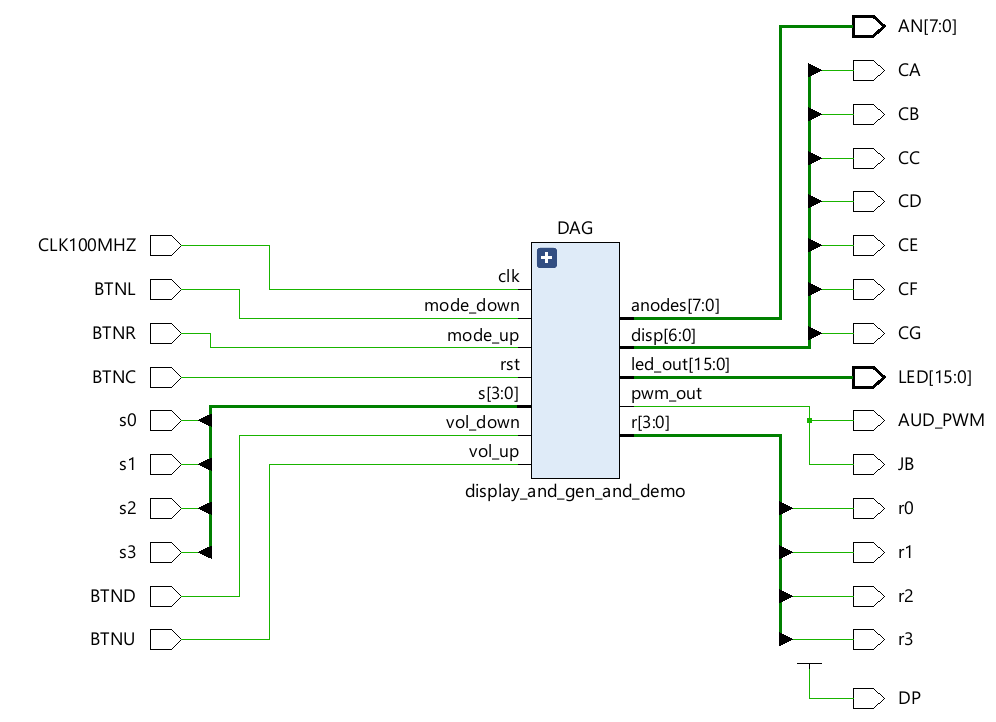 AN[7:0]
CA
CB
CC
CD
CE
CF
CG
LED[15:0]
AUD_PWM
JB
r0
r1
r2
r3
DP
DAG
CLK100MHZ
BTNL
BTNR
BTNC
s0
s1
s2
s3
BTND
BTNU
clk
mode_down
mode_up
rst
s[3:0]
vol_down
vol_up
anodes[7:0]
disp[6:0]
led_out[15:0]
pwm_out
r[3:0]
display_and_gen_and_demo